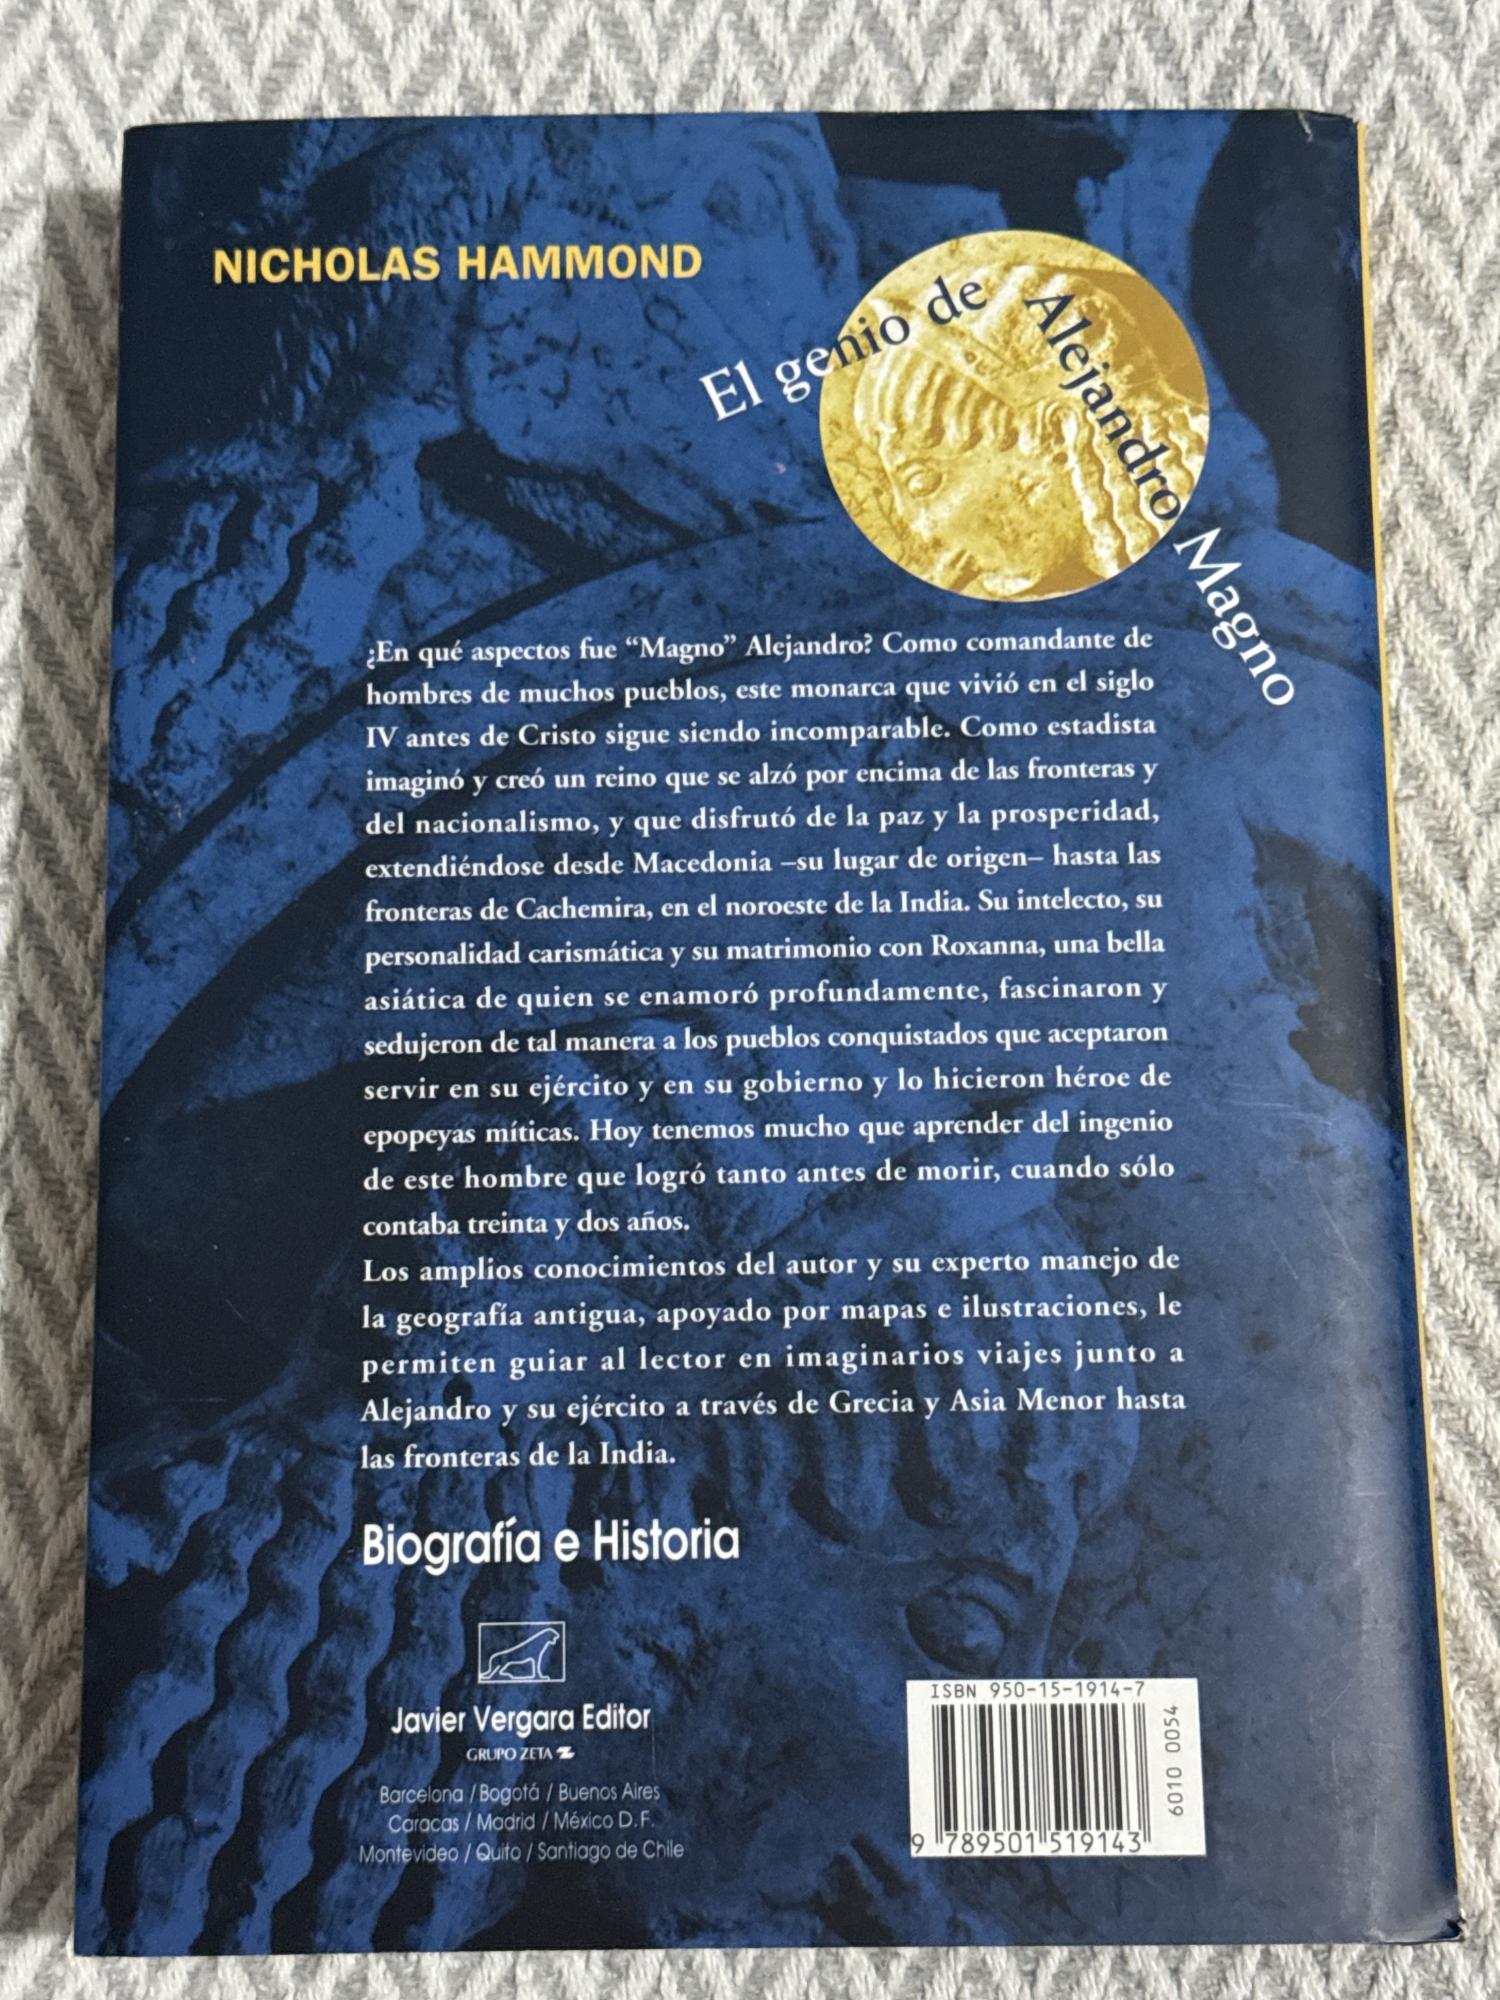 NICHOLAS HAMMOND
El genio de Alejandro Magno
¿En qué aspectos fue “Magno” Alejandro? Como comandante de
hombres de muchos pueblos, este monarca que vivió en el siglo
IV antes de Cristo sigue siendo incomparable. Como estadista
imaginó y creó un reino que se alzó por encima de las fronteras y
del nacionalismo, y que disfrutó de la paz y la prosperidad,
extendiéndose desde Macedonia –su lugar de origen– hasta las
fronteras de Cachemira, en el noroeste de la India. Su intelecto, su
personalidad carismática y su matrimonio con Roxanna, una bella
asiática de quien se enamoró profundamente, fascinaron y
sedujeron de tal manera a los pueblos conquistados que aceptaron
servir en su ejército y en su gobierno y lo hicieron héroe de
epopeyas míticas. Hoy tenemos mucho que aprender del ingenio
de este hombre que logró tanto antes de morir, cuando sólo
contaba treinta y dos años.
Los amplios conocimientos del autor y su experto manejo de
la geografía antigua, apoyado por mapas e ilustraciones, le
permiten guiar al lector en imaginarios viajes junto a
Alejandro y su ejército a través de Grecia y Asia Menor hasta
las fronteras de la India.
Biografía e Historia
Javier Vergara Editor
GRUPO ZETA
Barcelona / Bogotá / Buenos Aires
Caracas / Madrid / México D.F.
Montevideo / Quito / Santiago de Chile
ISBN 950-15-1914-7
9 789501 519143
6010 0054